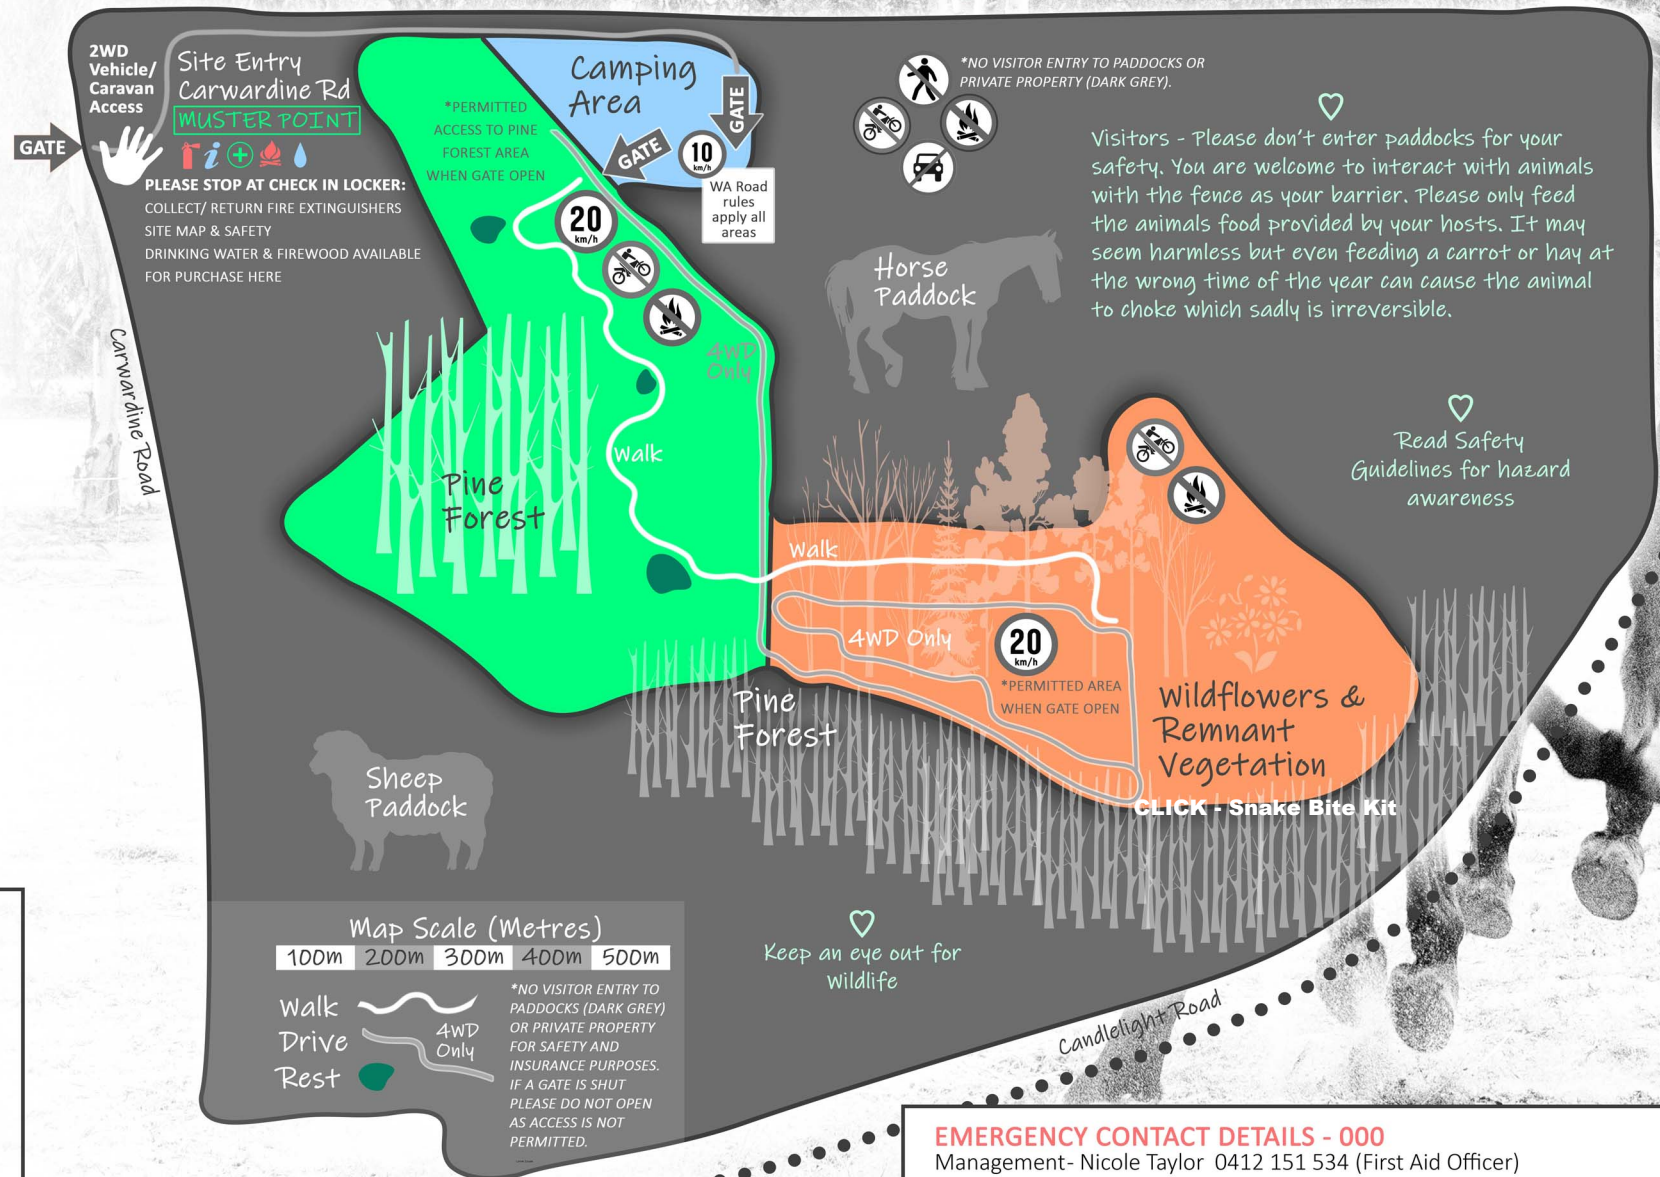 2WD
Vehicle/
Caravan
Access
GATE
Site Entry
Carwardine Rd
MUSTER POINT
PLEASE STOP AT CHECK IN LOCKER:
COLLECT/ RETURN FIRE EXTINGUISHERS
SITE MAP & SAFETY
DRINKING WATER & FIREWOOD AVAILABLE
FOR PURCHASE HERE
Carwardine Road
*PERMITTED
ACCESS TO PINE
FOREST AREA
WHEN GATE OPEN
Camping
Area
GATE
GATE
10
km/h
WA Road
rules
apply all
areas
20
km/h
4WD
Only
Walk
Pine
Forest
*NO VISITOR ENTRY TO PADDOCKS OR
PRIVATE PROPERTY (DARK GREY).
Visitors - Please don't enter paddocks for your
safety. You are welcome to interact with animals
with the fence as your barrier. Please only feed
the animals food provided by your hosts. It may
seem harmless but even feeding a carrot or hay at
the wrong time of the year can cause the animal
to choke which sadly is irreversible.
Horse
Paddock
Read Safety
Guidelines for hazard
awareness
Walk
4WD Only
20
km/h
*PERMITTED AREA
WHEN GATE OPEN
Wildflowers &
Remnant
Vegetation
CLICK - Snake Bite Kit
Pine
Forest
Sheep
Paddock
Keep an eye out for
Wildlife
Map Scale (Metres)
100m 200m 300m 400m 500m
Walk
Drive
4WD
Only
Rest
*NO VISITOR ENTRY TO
PADDOCKS (DARK GREY)
OR PRIVATE PROPERTY
FOR SAFETY AND
INSURANCE PURPOSES.
IF A GATE IS SHUT
PLEASE DO NOT OPEN
AS ACCESS IS NOT
PERMITTED.
Candlelight Road
EMERGENCY CONTACT DETAILS - 000
Management- Nicole Taylor 0412 151 534 (First Aid Officer)